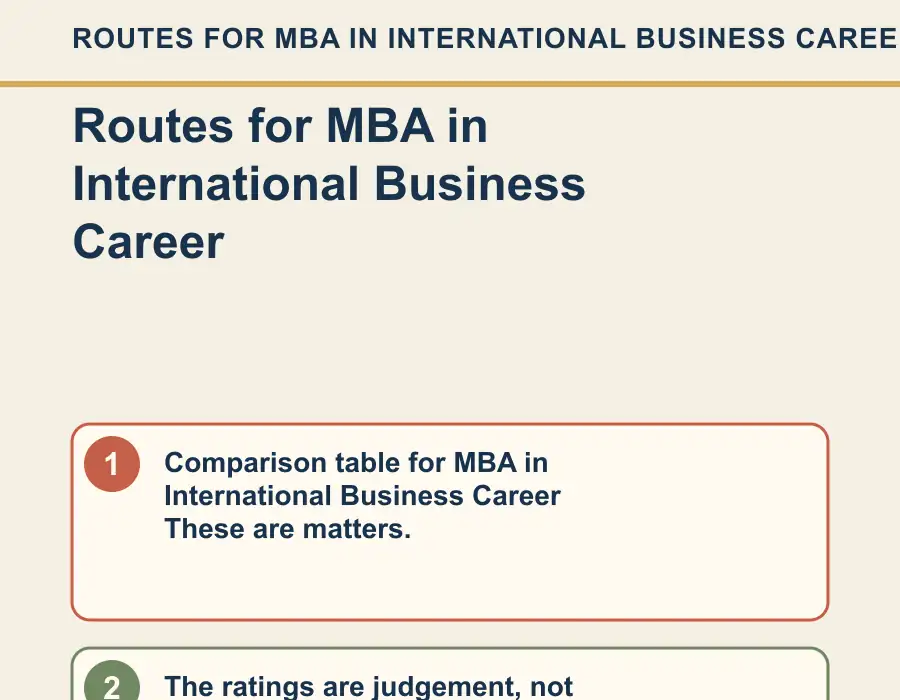 ROUTES FOR MBA IN INTERNATIONAL BUSINESS CAREE
Routes for MBA in
International Business
Career
1
Comparison table for MBA in
International Business Career
These are matters.
2
The ratings are judgement, not